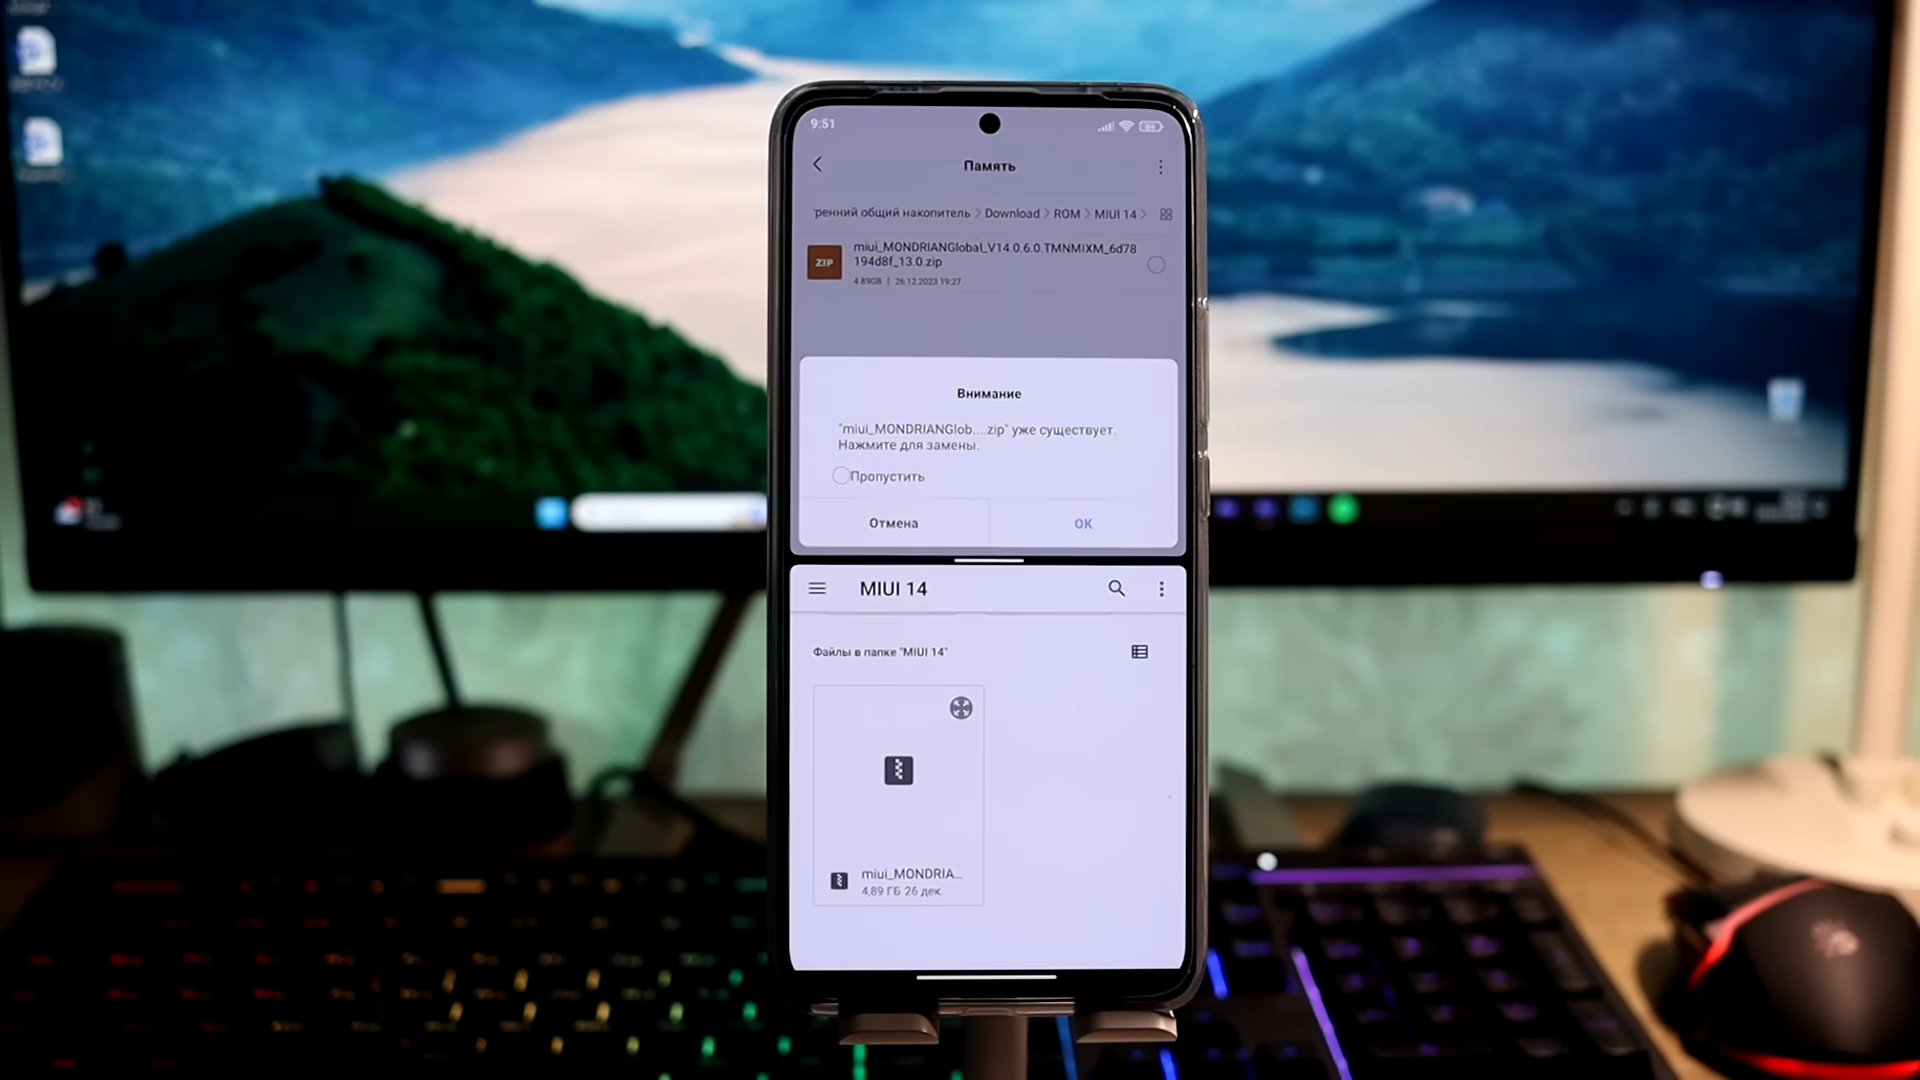 9:51
Память
ренний общий накопитель > Download > ROM > MIUI 14 >
ZIP
miui_MONDRIANGlobal_V14.0.6.0.TMNMIXM_6d78
194d8f_13.0.zip
4.89GB | 26.12.2023 19:27
Внимание
"miui_MONDRIANGlob....zip" уже существует.
Нажмите для замены.
Пропустить
Отмена
OK
MIUI 14
Файлы в папке "MIUI 14"
miui_MONDRIA...
4,89 ГБ 26 дек.